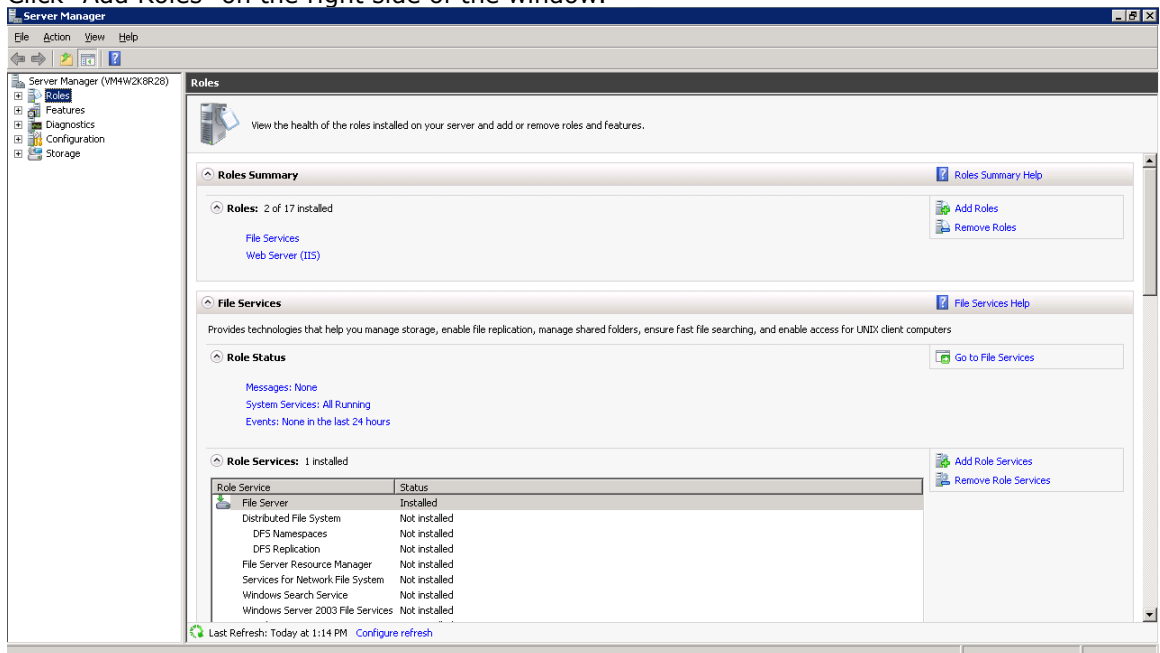 Click "Add Roles" on the right side of the window.
Server Manager
File Action View Help
Server Manager (VM4W2K8R28)
Roles
Features
Diagnostics
Configuration
Storage
Roles
View the health of the roles installed on your server and add or remove roles and features.
Roles Summary
Roles Summary Help
Roles: 2 of 17 installed
Add Roles
Remove Roles
File Services
Web Server (IIS)
File Services
File Services Help
Provides technologies that help you manage storage, enable file replication, manage shared folders, ensure fast file searching, and enable access for UNIX client computers
Role Status
Go to File Services
Messages: None
System Services: All Running
Events: None in the last 24 hours
Role Services: 1 installed
Add Role Services
Remove Role Services
Role Service Status
File Server Installed
Distributed File System Not installed
DFS Namespaces Not installed
DFS Replication Not installed
File Server Resource Manager Not installed
Services for Network File System Not installed
Windows Search Service Not installed
Windows Server 2003 File Services Not installed
Last Refresh: Today at 1:14 PM Configure refresh